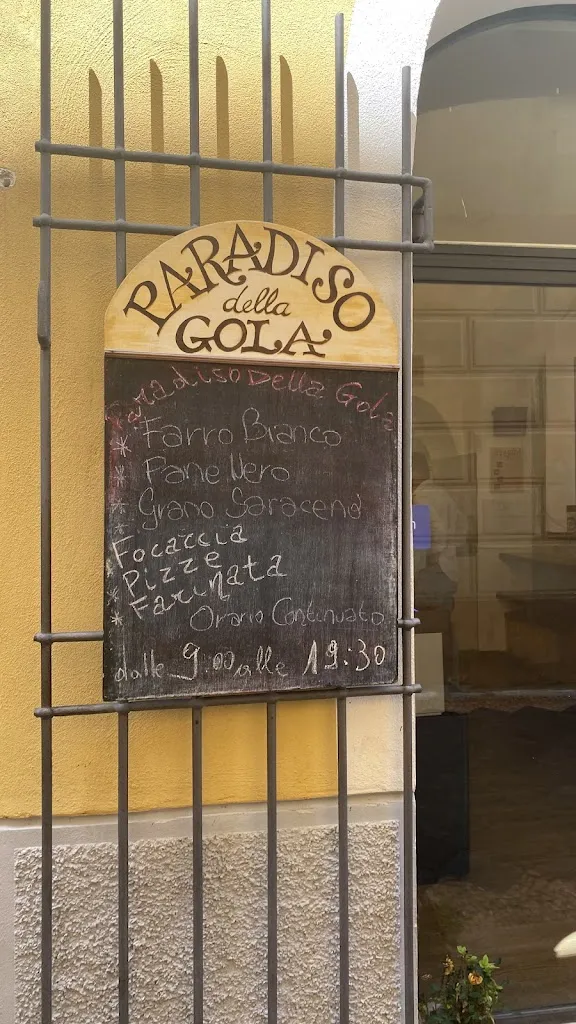 PARADISO
della
GOLA
Paradiso Della Gola
* Farro Bianco
* Pane Nero
* Grano Saraceno
* Focaccia
* Pizze
* Farinata
Orario Continuato
dalle 9:00 alle 19:30